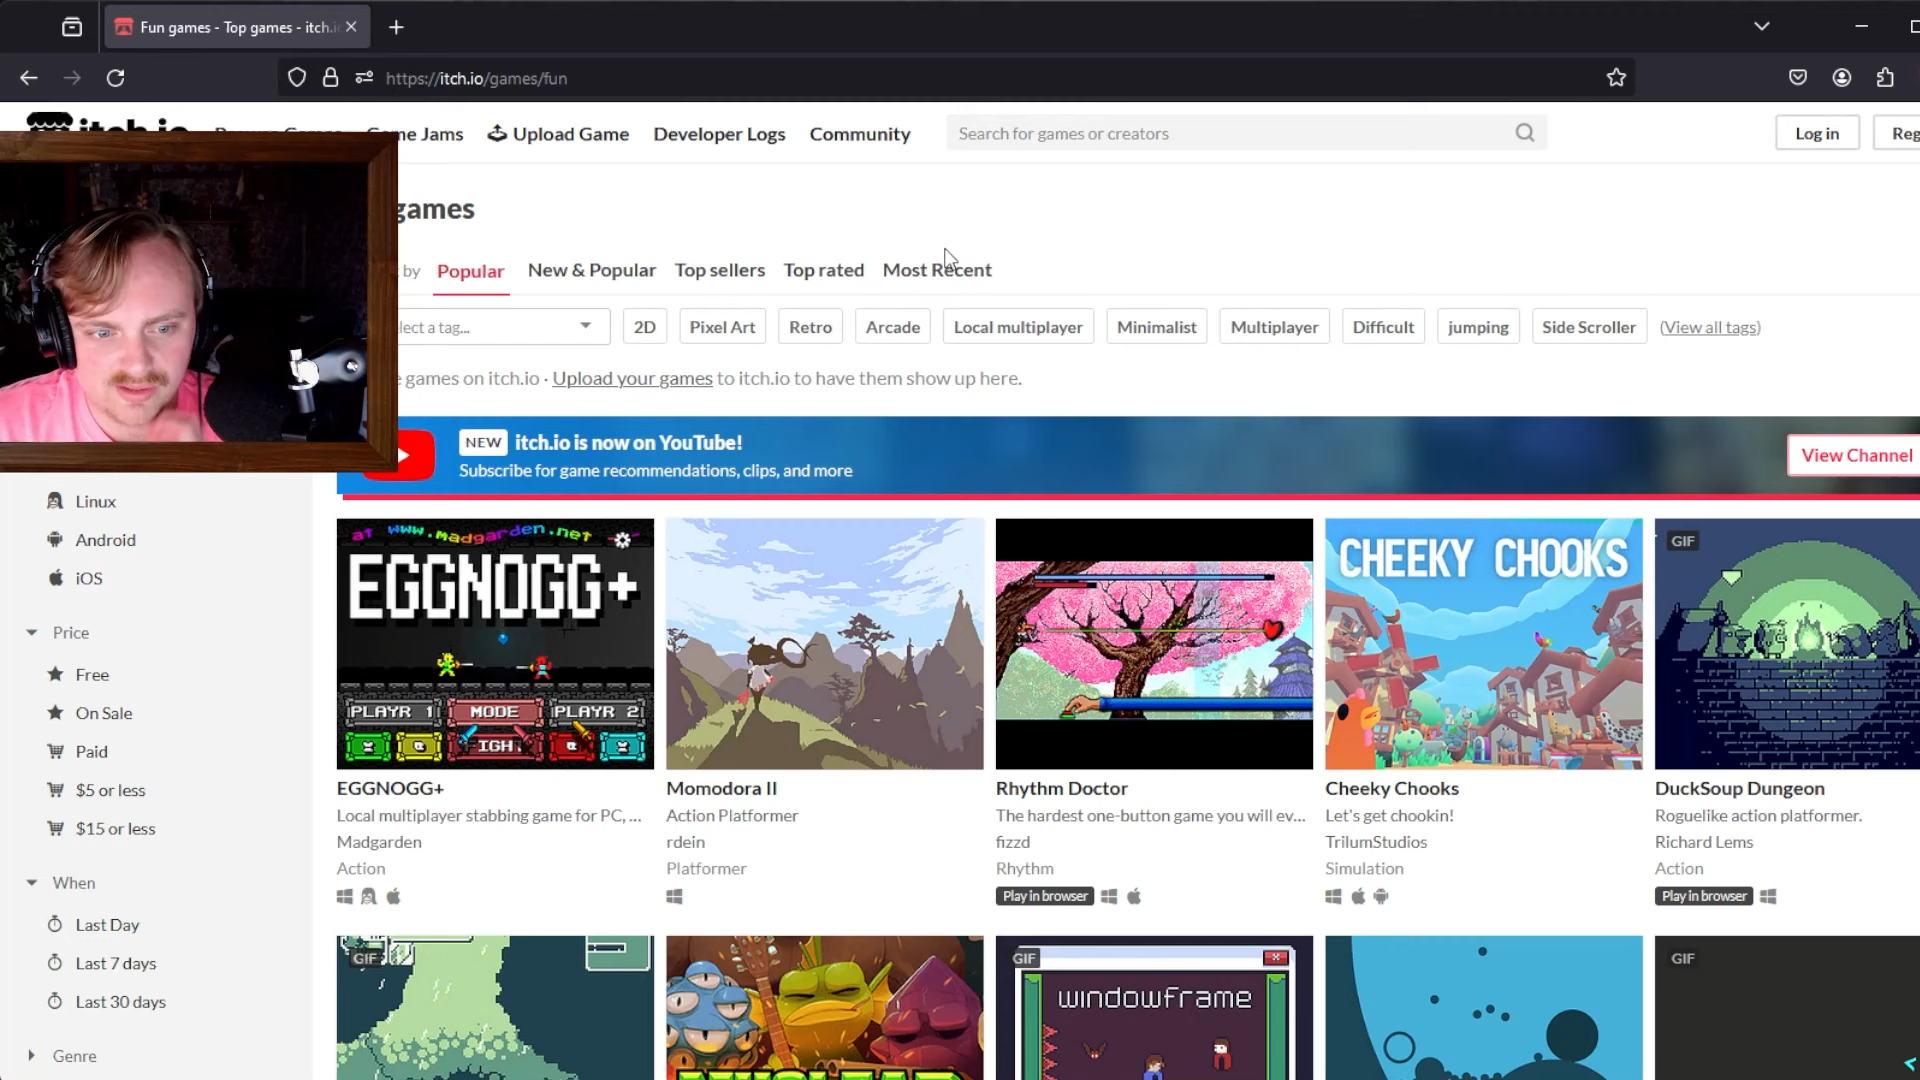 Fun games - Top games - itch.i
https://itch.io/games/fun
Game Jams
Upload Game
Developer Logs
Community
Search for games or creators
Log in
Reg
games
by
Popular
New & Popular
Top sellers
Top rated
Most Recent
elect a tag...
2D
Pixel Art
Retro
Arcade
Local multiplayer
Minimalist
Multiplayer
Difficult
jumping
Side Scroller
(View all tags)
games on itch.io · Upload your games to itch.io to have them show up here.
NEW itch.io is now on YouTube!
Subscribe for game recommendations, clips, and more
View Channel
Linux
Android
iOS
Price
Free
On Sale
Paid
$5 or less
$15 or less
When
Last Day
Last 7 days
Last 30 days
Genre
at www.madgarden.net
EGGNOGG+
PLAYR 1
MODE
PLAYR 2
EGGNOGG+
Local multiplayer stabbing game for PC, ...
Madgarden
Action
Momodora II
Action Platformer
rdein
Platformer
Rhythm Doctor
The hardest one-button game you will ev...
fizzd
Rhythm
Play in browser
CHEEKY CHOOKS
Cheeky Chooks
Let's get chookin!
TrilumStudios
Simulation
GIF
DuckSoup Dungeon
Roguelike action platformer.
Richard Lems
Action
Play in browser
GIF
GIF
windowframe
GIF